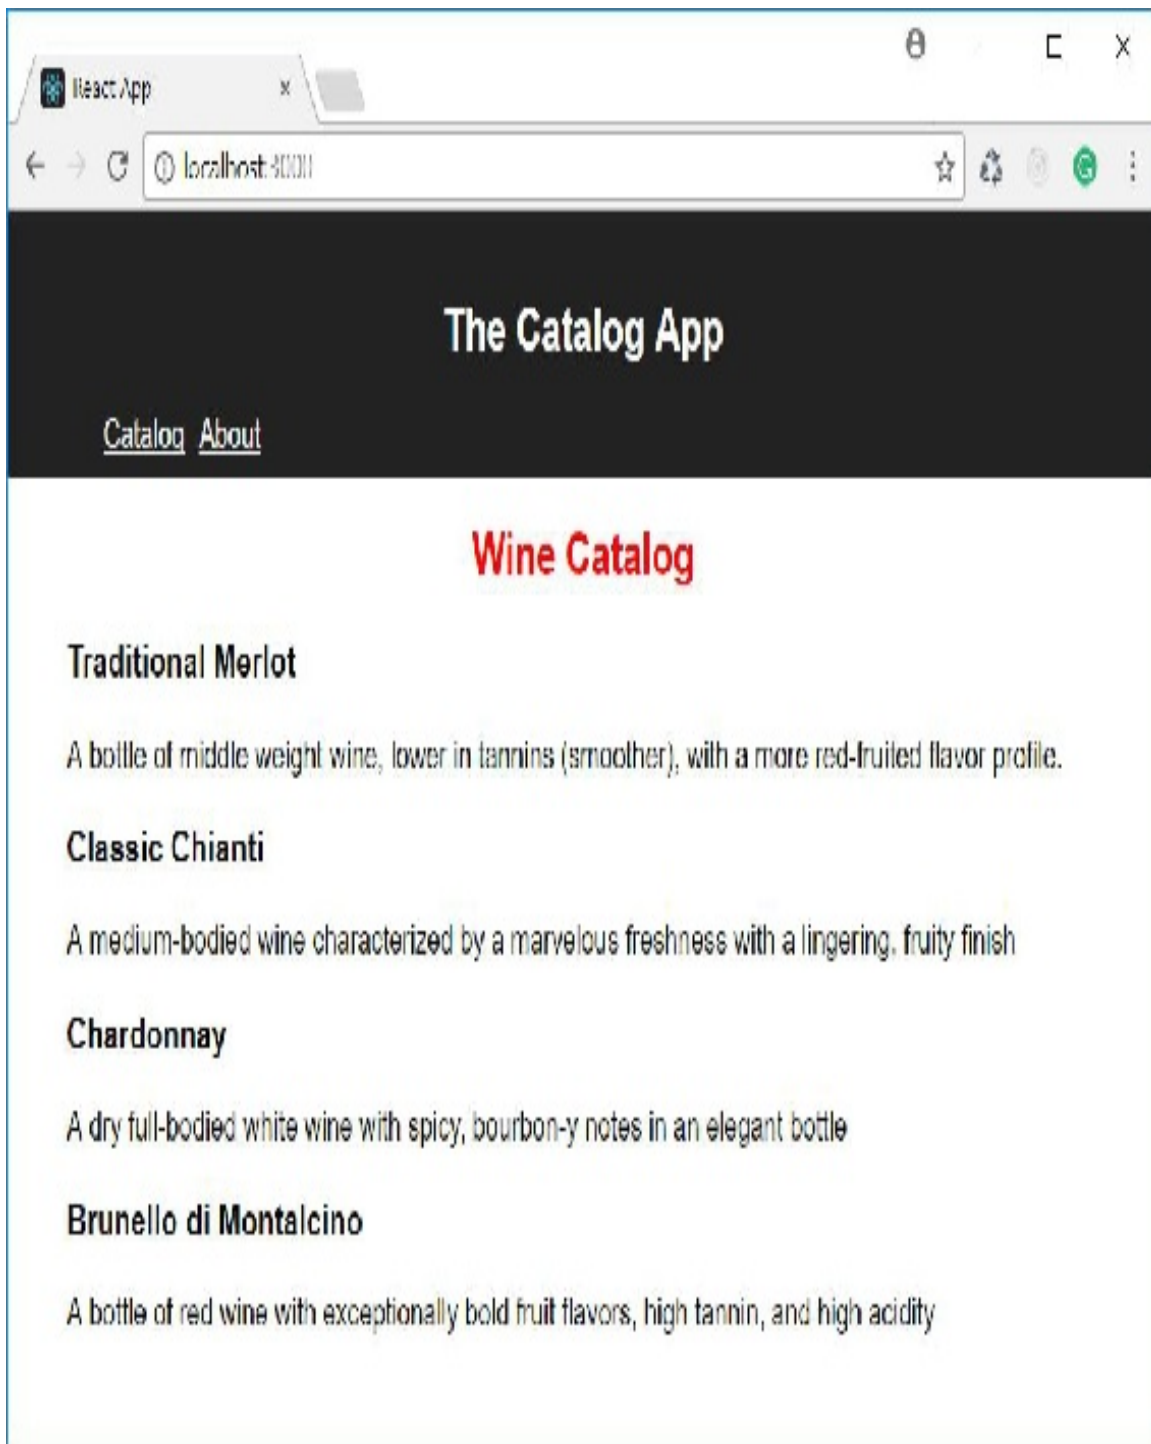 React App
localhost:3000
The Catalog App
Catalog About
Wine Catalog
Traditional Merlot
A bottle of middle weight wine, lower in tannins (smoother), with a more red-fruited flavor profile.
Classic Chianti
A medium-bodied wine characterized by a marvelous freshness with a lingering, fruity finish
Chardonnay
A dry full-bodied white wine with spicy, bourbon-y notes in an elegant bottle
Brunello di Montalcino
A bottle of red wine with exceptionally bold fruit flavors, high tannin, and high acidity